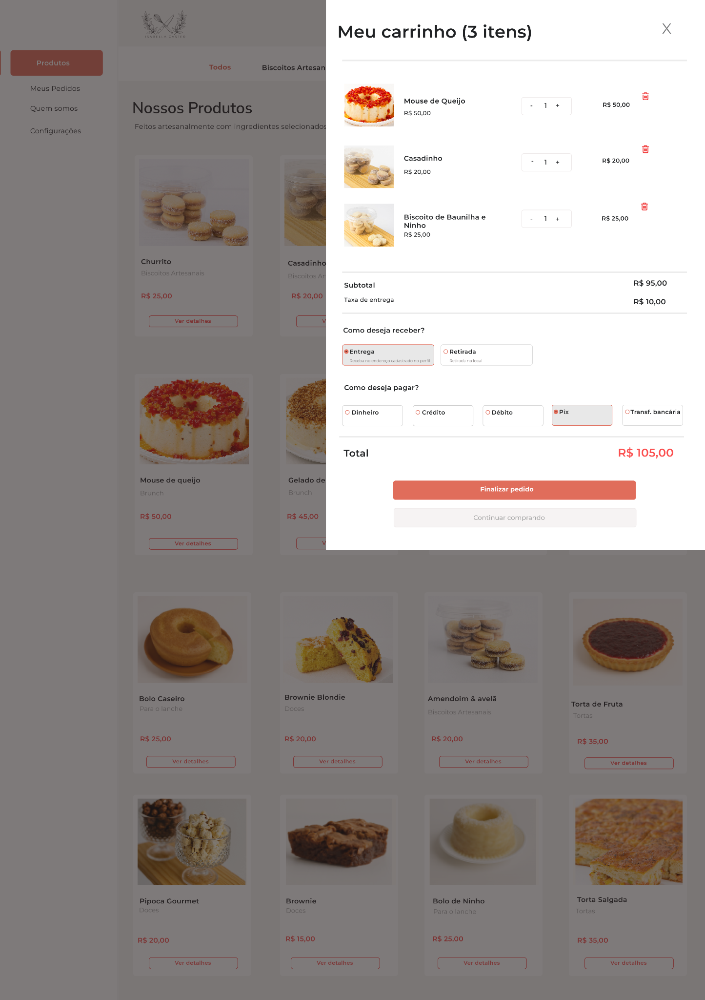 ISABELLA CASTER
Produtos
Meus Pedidos
Quem somos
Configurações
Todos
Biscoitos Artesan
Nossos Produtos
Feitos artesanalmente com ingredientes selecionados
Churrito
Biscoitos Artesanais
R$ 25,00
Ver detalhes
Casadinho
Biscoitos Ar
R$ 20,00
V
Mouse de queijo
Brunch
R$ 50,00
Ver detalhes
Gelado de
Brunch
R$ 45,00
V
Meu carrinho (3 itens)
X
Mouse de Queijo
R$ 50,00
- 1 +
R$ 50,00
Casadinho
R$ 20,00
- 1 +
R$ 20,00
Biscoito de Baunilha e
Ninho
R$ 25,00
- 1 +
R$ 25,00
Subtotal
R$ 95,00
Taxa de entrega
R$ 10,00
Como deseja receber?
Entrega
Receba no endereço cadastrado no perfil
Retirada
Retirada no local
Como deseja pagar?
Dinheiro
Crédito
Débito
Pix
Transf. bancária
Total
R$ 105,00
Finalizar pedido
Continuar comprando
Bolo Caseiro
Para o lanche
R$ 25,00
Ver detalhes
Brownie Blondie
Doces
R$ 20,00
Ver detalhes
Amendoim & avelã
Biscoitos Artesanais
R$ 20,00
Ver detalhes
Torta de Fruta
Tortas
R$ 35,00
Ver detalhes
Pipoca Gourmet
Doces
R$ 20,00
Ver detalhes
Brownie
Doces
R$ 15,00
Ver detalhes
Bolo de Ninho
Para o lanche
R$ 25,00
Ver detalhes
Torta Salgada
Tortas
R$ 35,00
Ver detalhes